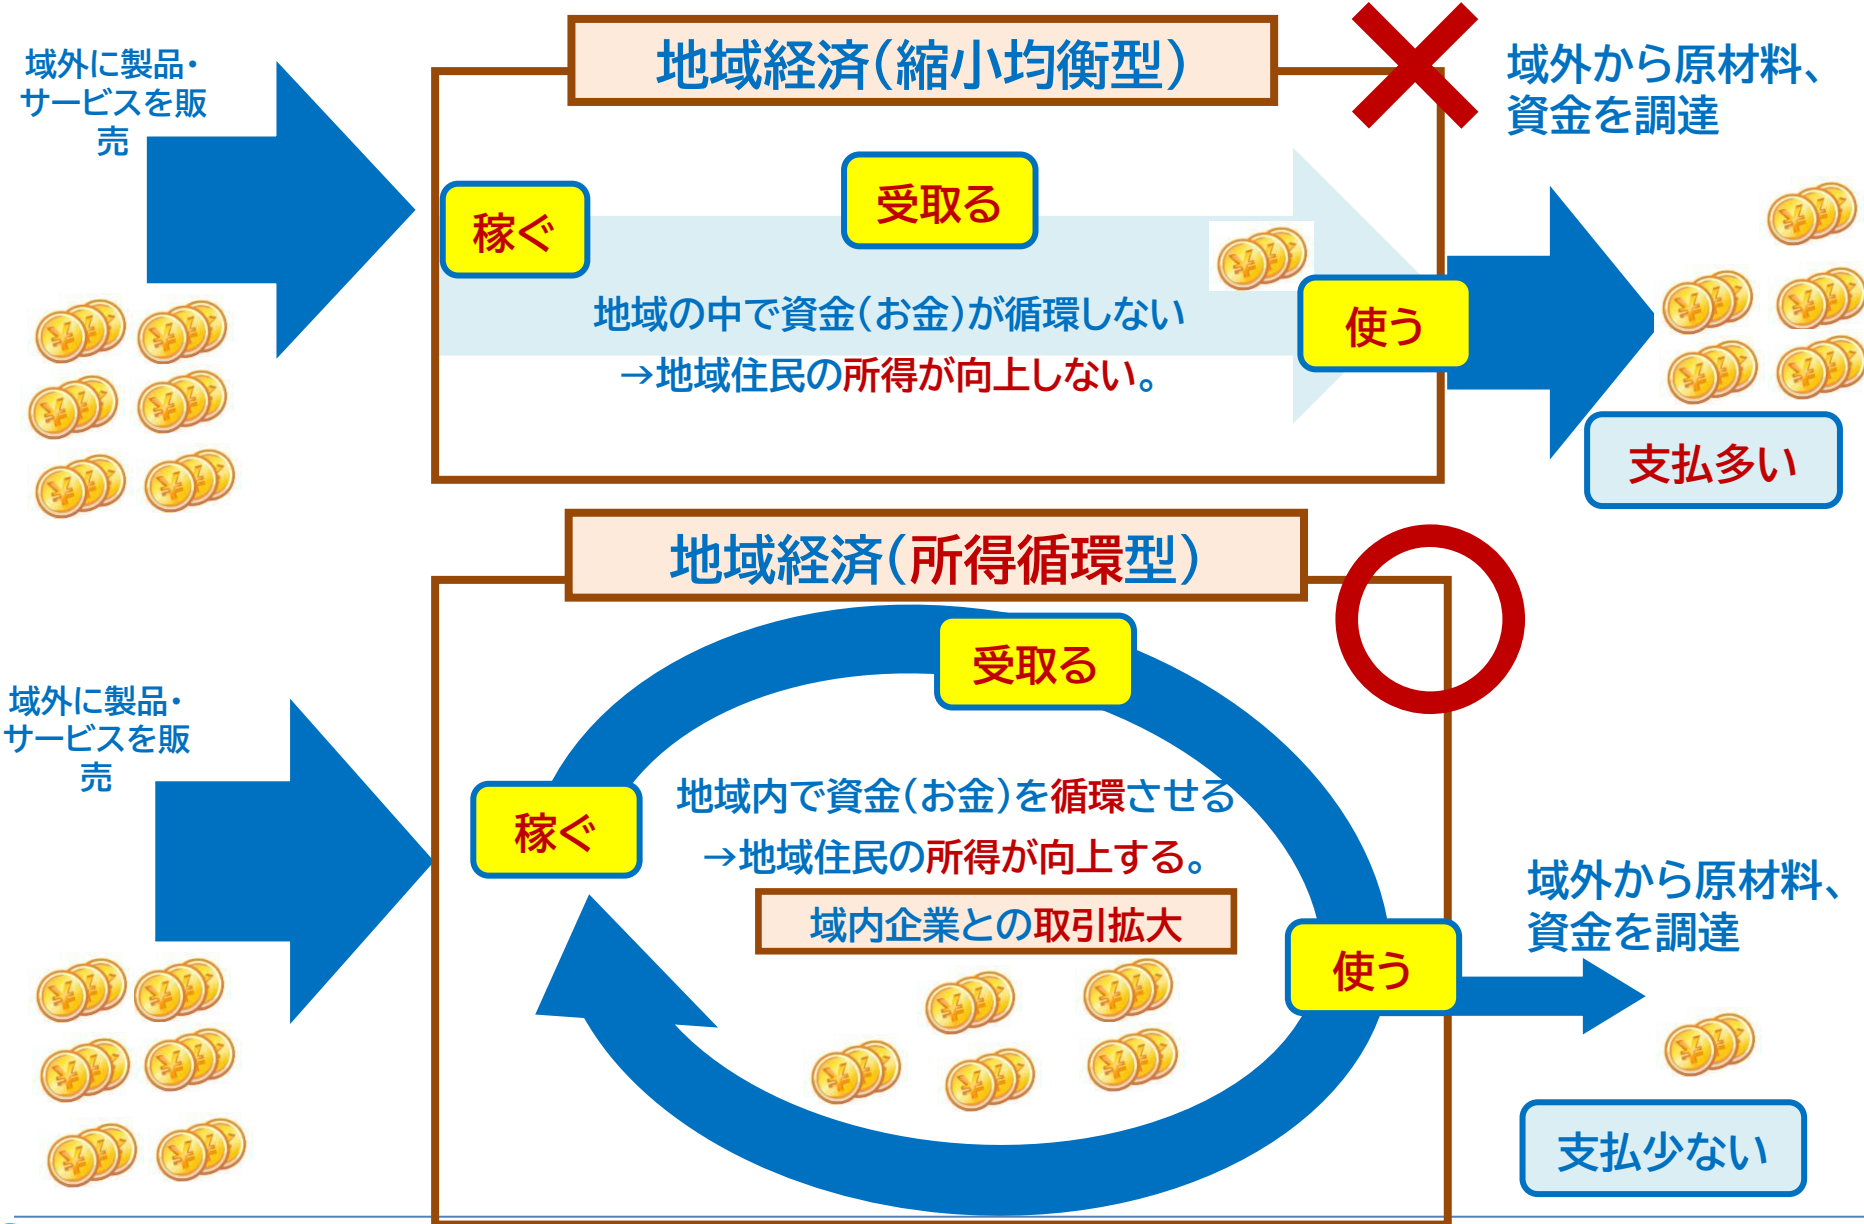 域外に製品・
サービスを販
売
地域経済(縮小均衡型)
域外から原材料、
資金を調達
稼ぐ
受取る
地域の中で資金(お金)が循環しない
→地域住民の所得が向上しない。
使う
支払多い
地域経済(所得循環型)
域外に製品・
サービスを販
売
受取る
稼ぐ
地域内で資金(お金)を循環させる
→地域住民の所得が向上する。
域内企業との取引拡大
使う
域外から原材料、
資金を調達
支払少ない